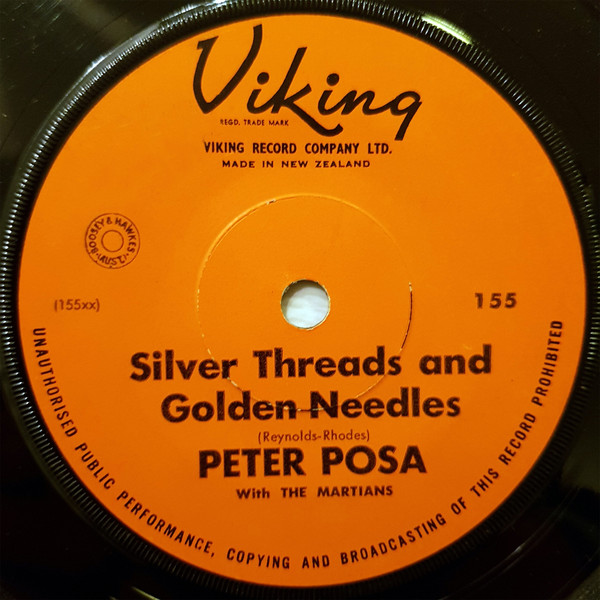 Viking
REGD. TRADE MARK
VIKING RECORD COMPANY LTD.
MADE IN NEW ZEALAND
BOOSEY & HAWKES (AUST.)
(155xx)
155
Silver Threads and
Golden Needles
(Reynolds-Rhodes)
PETER POSA
With THE MARTIANS
UNAUTHORISED PUBLIC PERFORMANCE, COPYING AND BROADCASTING OF THIS RECORD PROHIBITED